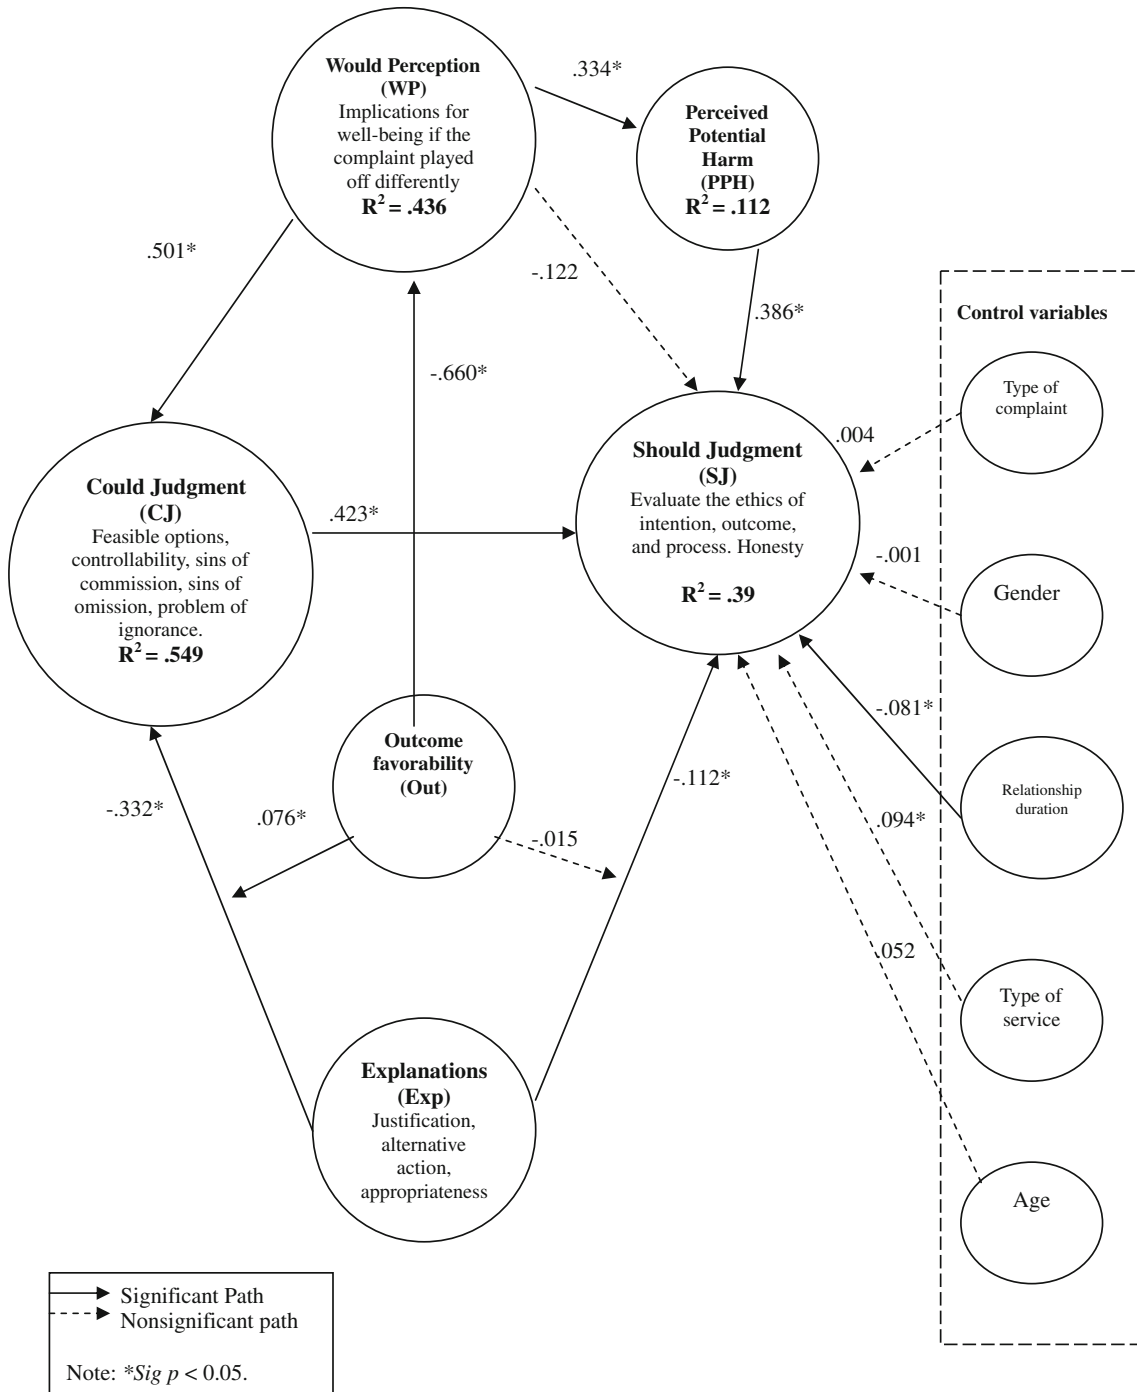 Would Perception
(WP)
Implications for
well-being if the
complaint played
off differently
R² = .436
.334*
Perceived
Potential
Harm
(PPH)
R² = .112
.501*
-.122
.386*
-.660*
Control variables
Type of
complaint
.004
Should Judgment
(SJ)
Evaluate the ethics of
intention, outcome,
and process. Honesty
R² = .39
Could Judgment
(CJ)
Feasible options,
controllability, sins of
commission, sins of
omission, problem of
ignorance.
R² = .549
.423*
-.001
Gender
-.081*
Relationship
duration
Outcome
favorability
(Out)
-.332*
.076*
-.015
-.112*
.094*
.052
Type of
service
Explanations
(Exp)
Justification,
alternative
action,
appropriateness
Age
Significant Path
Nonsignificant path
Note: *Sig p < 0.05.